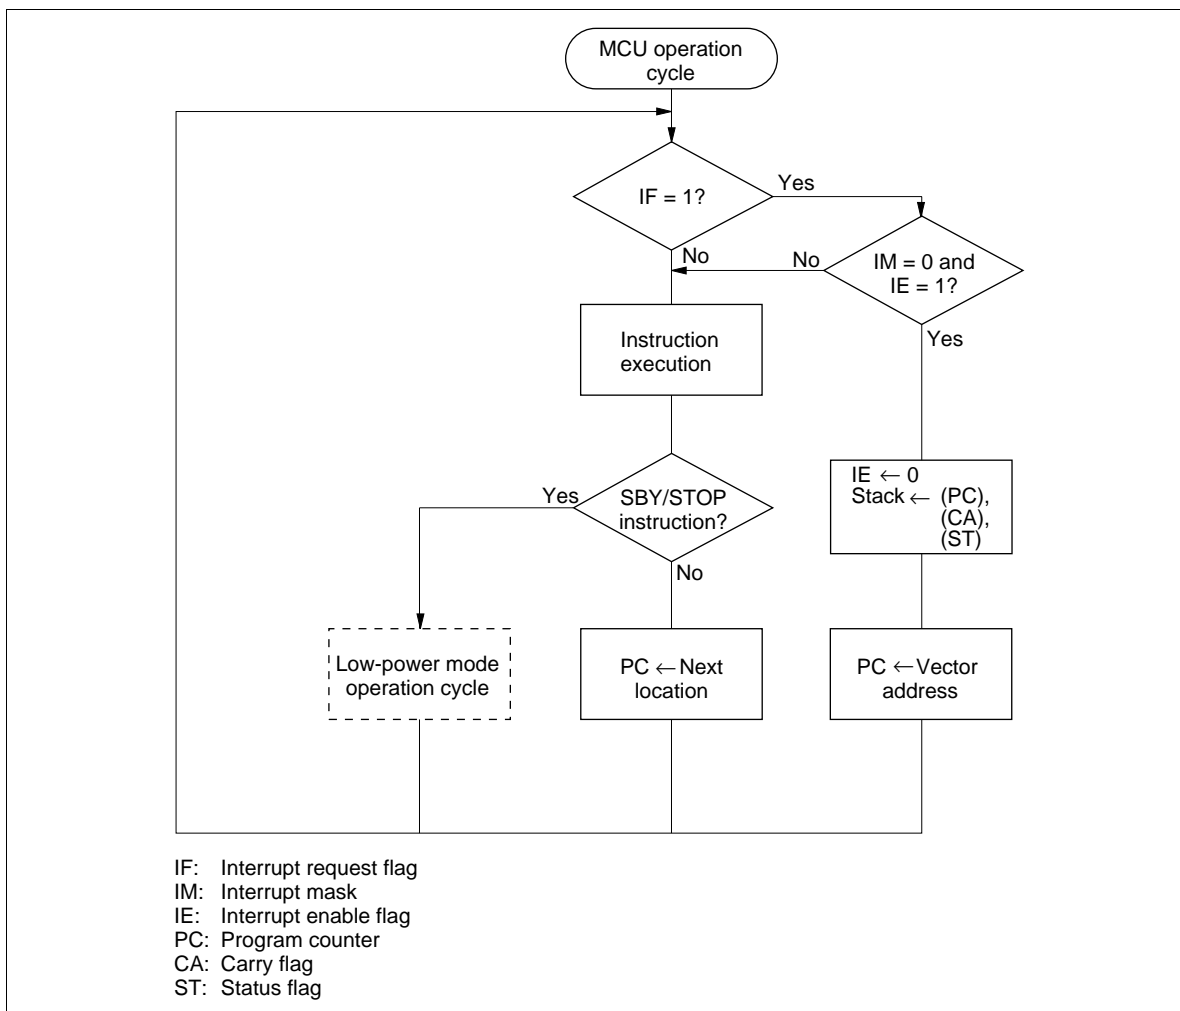 MCU operation
cycle
IF = 1?
Yes
No
No
IM = 0 and
IE = 1?
Yes
Instruction
execution
IE ← 0
Stack ← (PC),
(CA),
(ST)
Yes
SBY/STOP
instruction?
No
Low-power mode
operation cycle
PC ← Next
location
PC ← Vector
address
IF: Interrupt request flag
IM: Interrupt mask
IE: Interrupt enable flag
PC: Program counter
CA: Carry flag
ST: Status flag